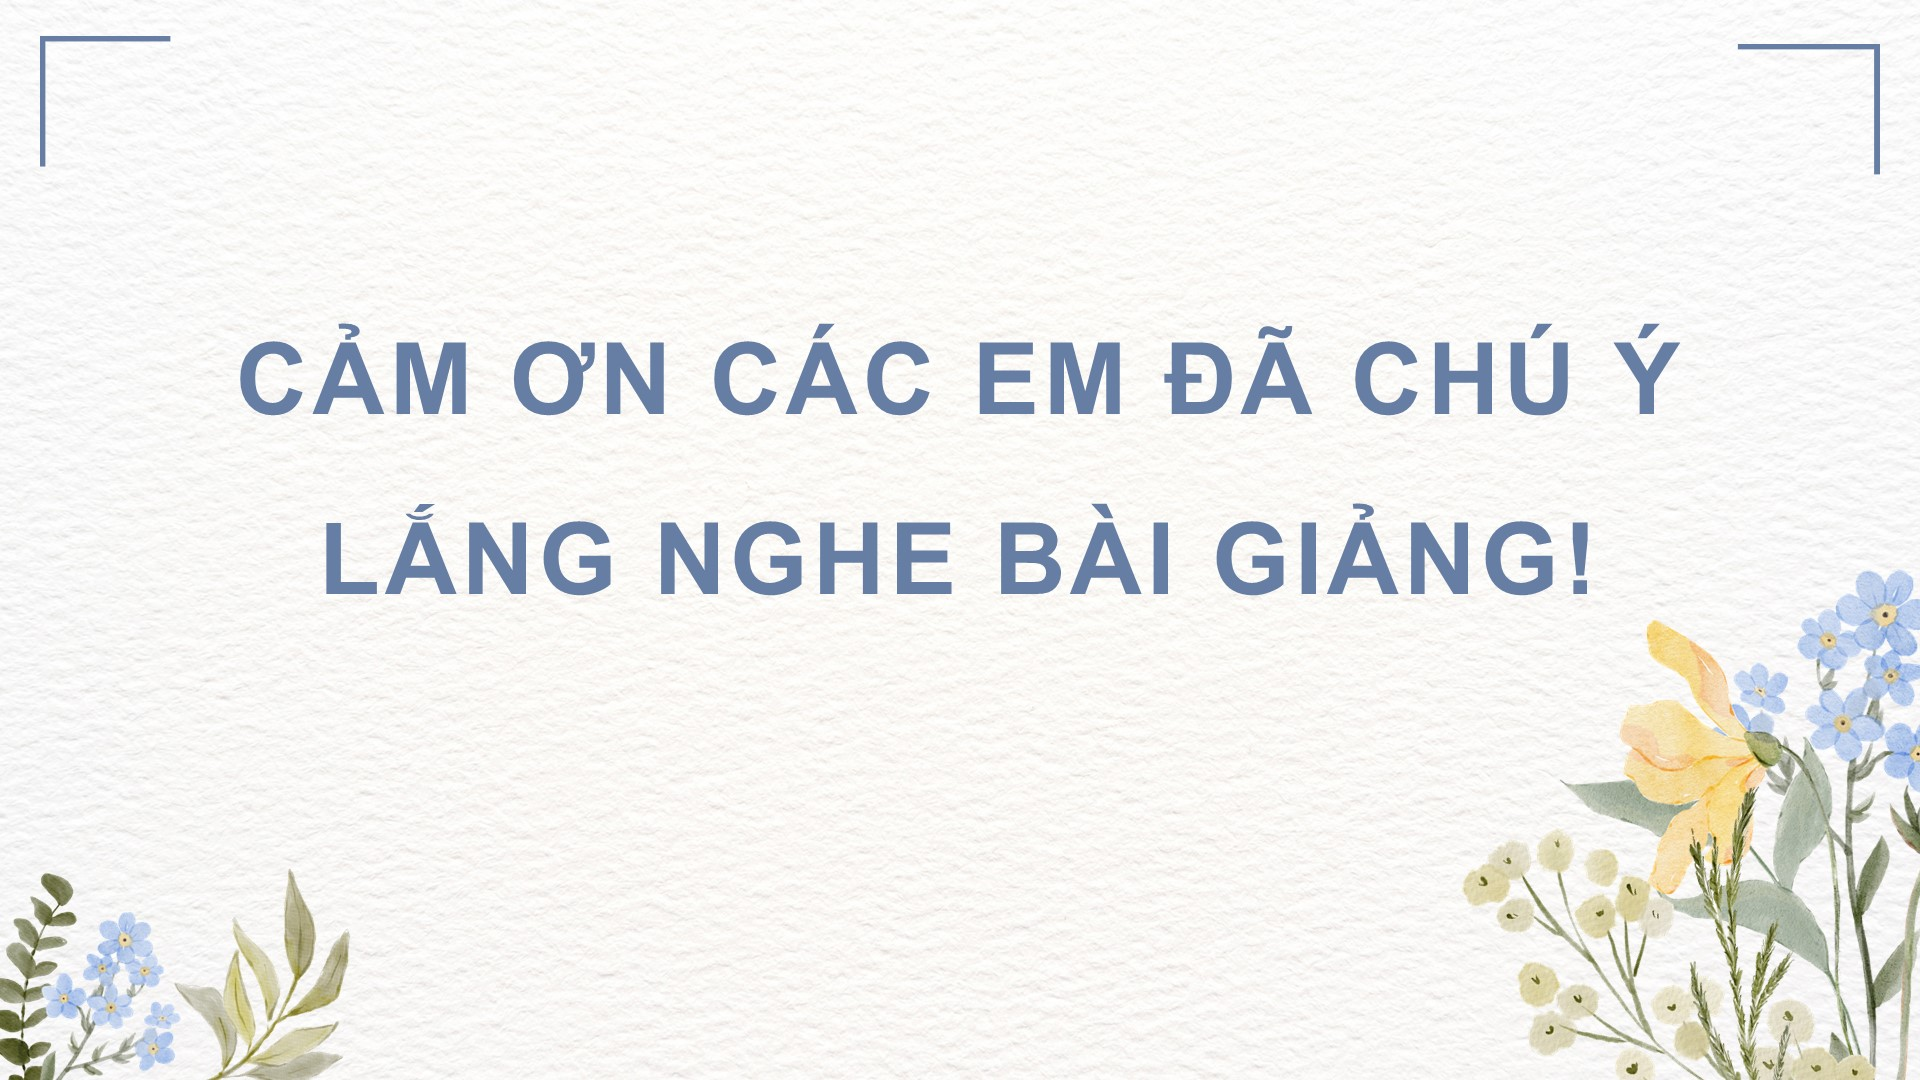 CẢM ƠN CÁC EM ĐÃ CHÚ Ý
LẮNG NGHE BÀI GIẢNG!